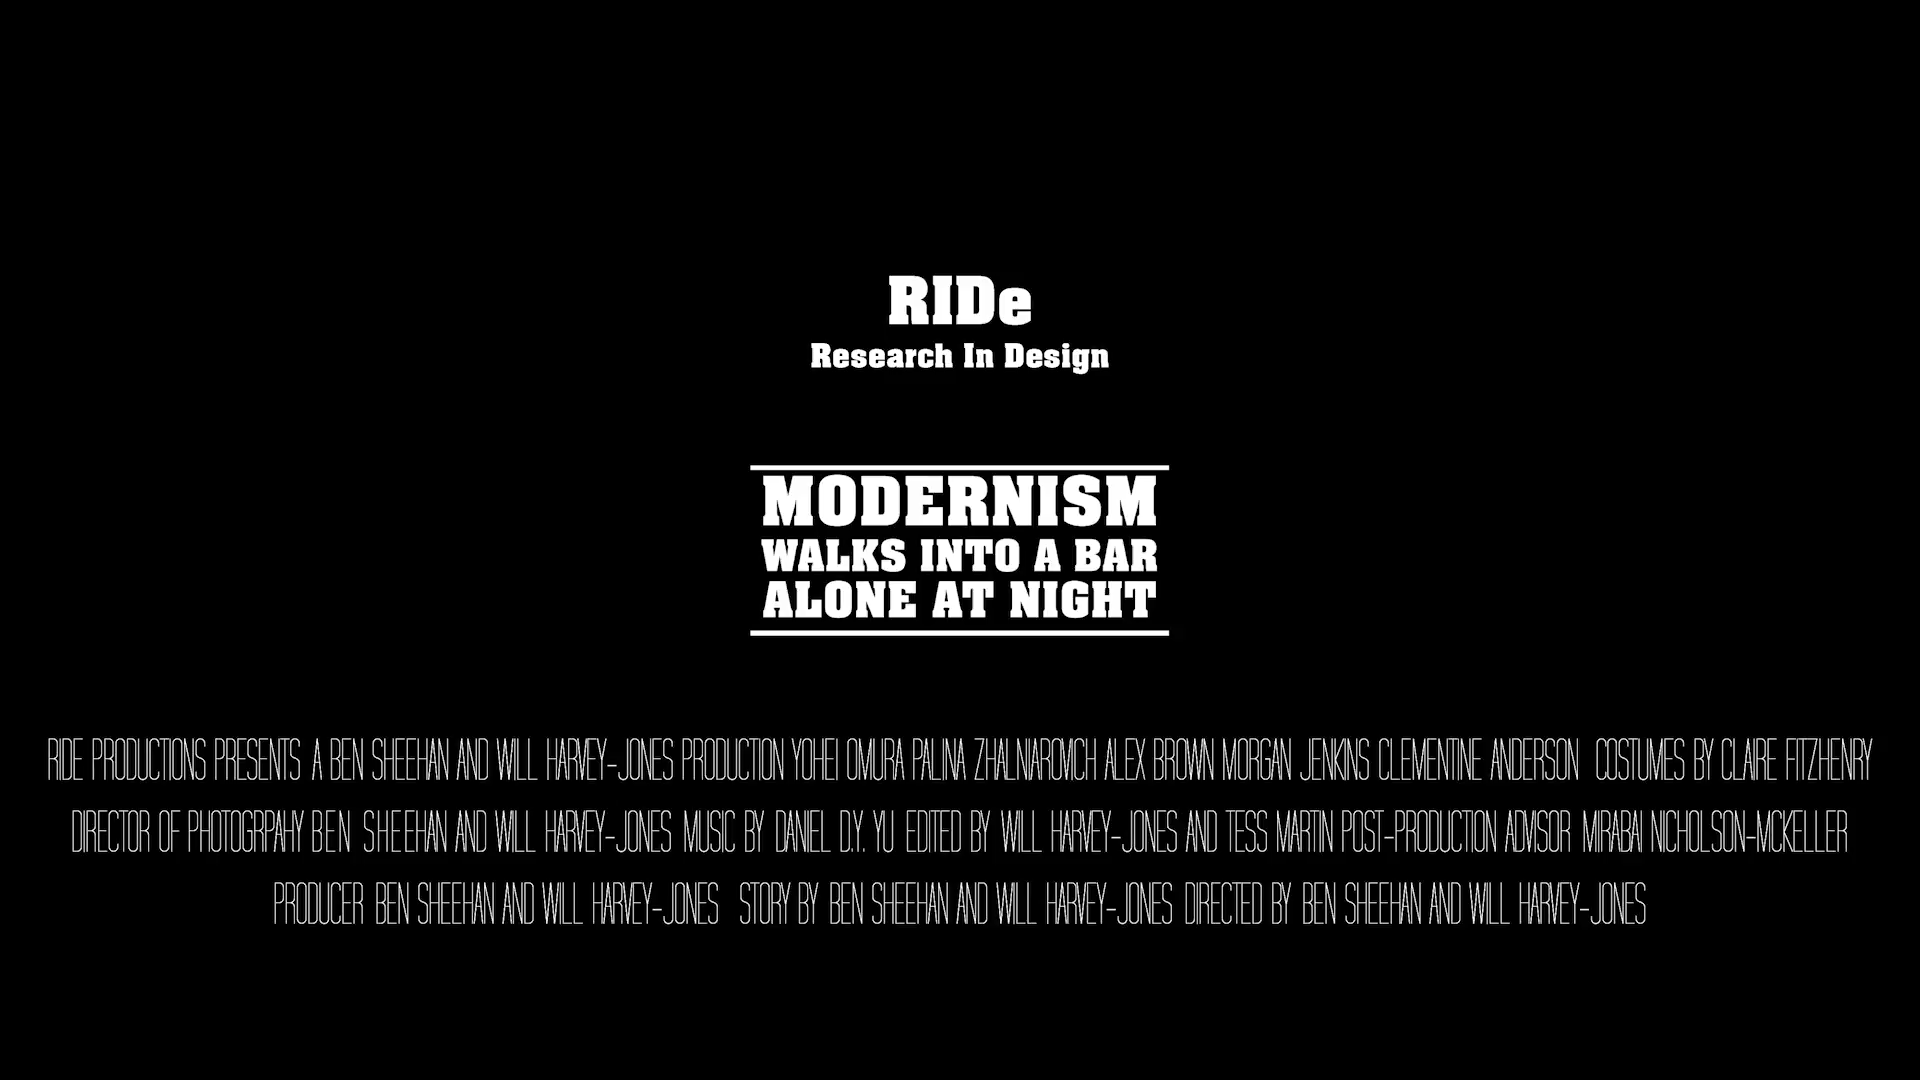 RIDe
Research In Design
MODERNISM
WALKS INTO A BAR
ALONE AT NIGHT
RIDE PRODUCTIONS PRESENTS A BEN SHEEHAN AND WILL HARVEY-JONES PRODUCTION YOHEI OMURA PALINA ZHALNIAROVICH ALEX BROWN MORGAN JENKINS CLEMENTINE ANDERSON COSTUMES BY CLAIRE FITZHENRY
DIRECTOR OF PHOTOGRPAHY BEN SHEEHAN AND WILL HARVEY-JONES MUSIC BY DANIEL D.Y. YU EDITED BY WILL HARVEY-JONES AND TESS MARTIN POST-PRODUCTION ADVISOR MIRABAI NICHOLSON-MCKELLER
PRODUCER BEN SHEEHAN AND WILL HARVEY-JONES STORY BY BEN SHEEHAN AND WILL HARVEY-JONES DIRECTED BY BEN SHEEHAN AND WILL HARVEY-JONES